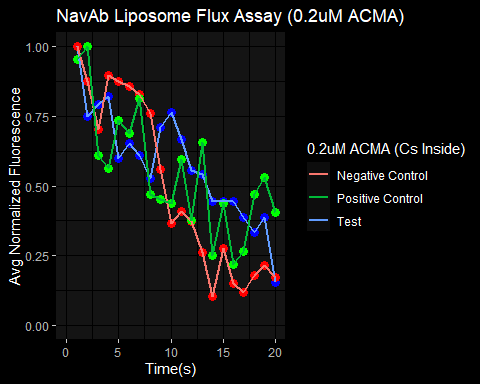 NavAb Liposome Flux Assay (0.2uM ACMA)
1.00
0.75
0.50
0.25
0.00
Avg Normalized Fluorescence
0 5 10 15 20
Time(s)
0.2uM ACMA (Cs Inside)
Negative Control
Positive Control
Test